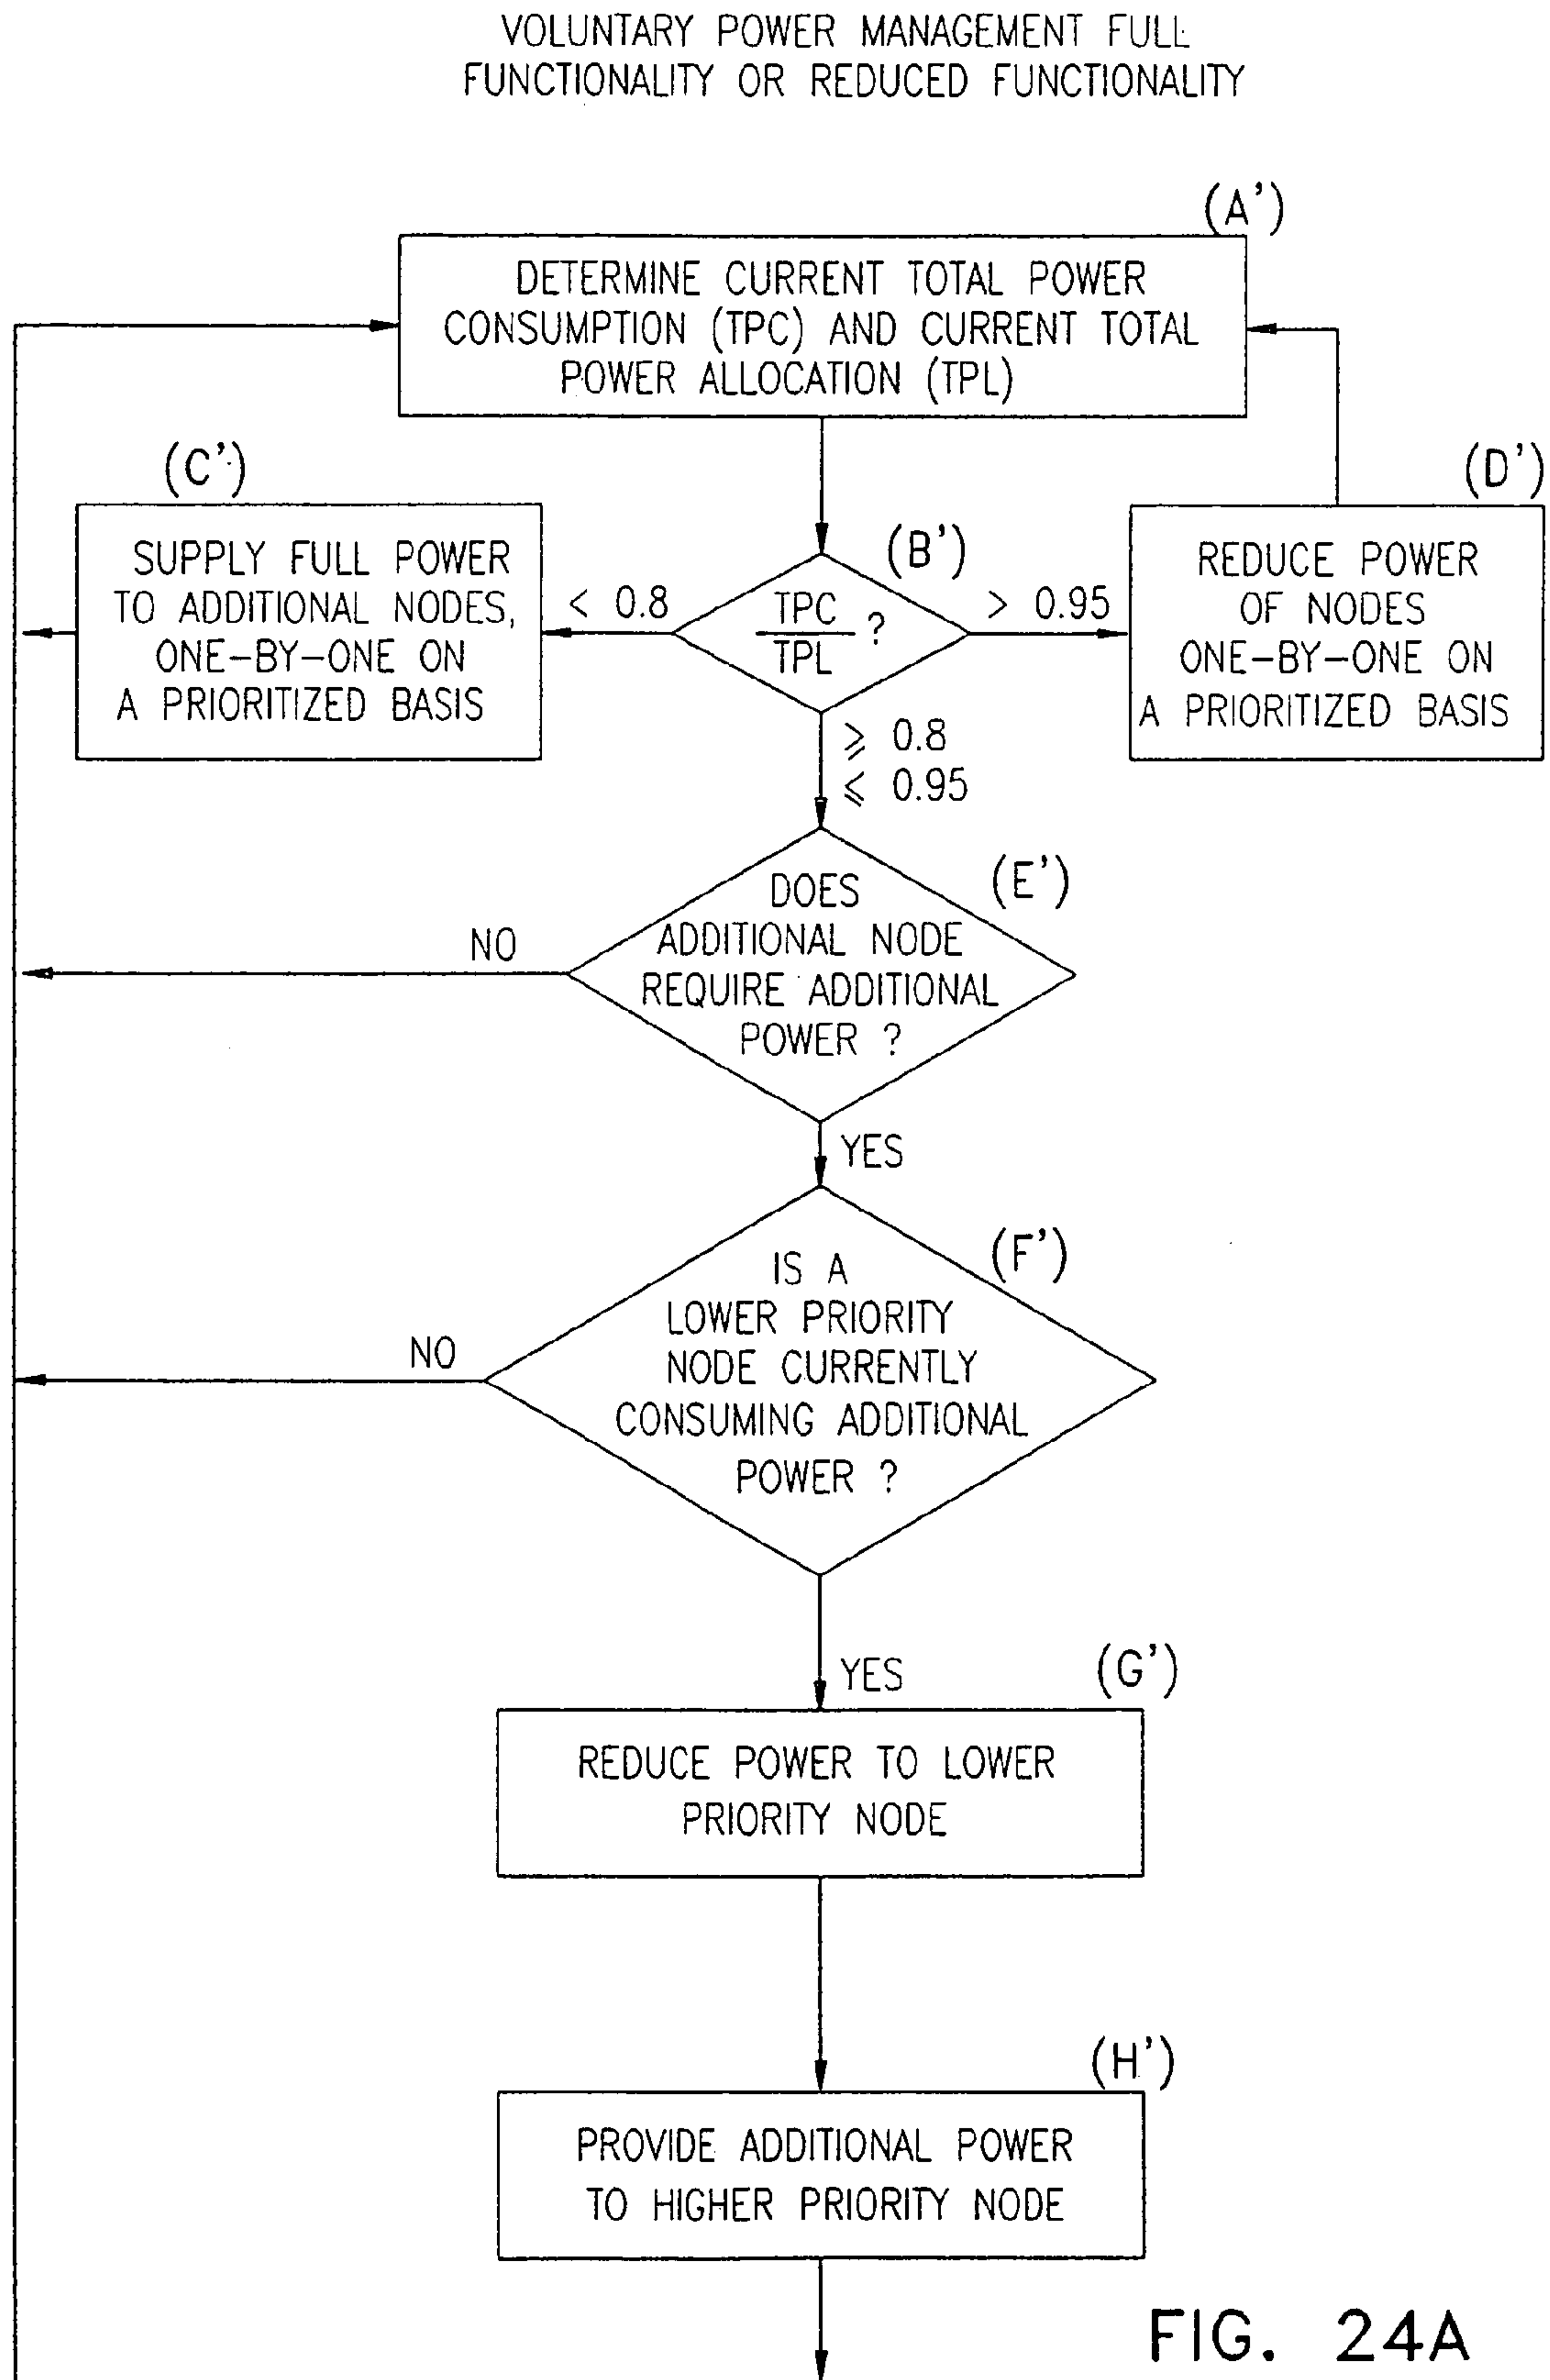 VOLUNTARY POWER MANAGEMENT FULL
FUNCTIONALITY OR REDUCED FUNCTIONALITY
(A')
DETERMINE CURRENT TOTAL POWER
CONSUMPTION (TPC) AND CURRENT TOTAL
POWER ALLOCATION (TPL)
(C')
SUPPLY FULL POWER
TO ADDITIONAL NODES,
ONE-BY-ONE ON
A PRIORITIZED BASIS
< 0.8
(B')
TPC
TPL
?
> 0.95
(D')
REDUCE POWER
OF NODES
ONE-BY-ONE ON
A PRIORITIZED BASIS
⩾ 0.8
⩽ 0.95
(E')
DOES
ADDITIONAL NODE
REQUIRE ADDITIONAL
POWER ?
NO
YES
(F')
IS A
LOWER PRIORITY
NODE CURRENTLY
CONSUMING ADDITIONAL
POWER ?
NO
YES
(G')
REDUCE POWER TO LOWER
PRIORITY NODE
(H')
PROVIDE ADDITIONAL POWER
TO HIGHER PRIORITY NODE
FIG. 24A